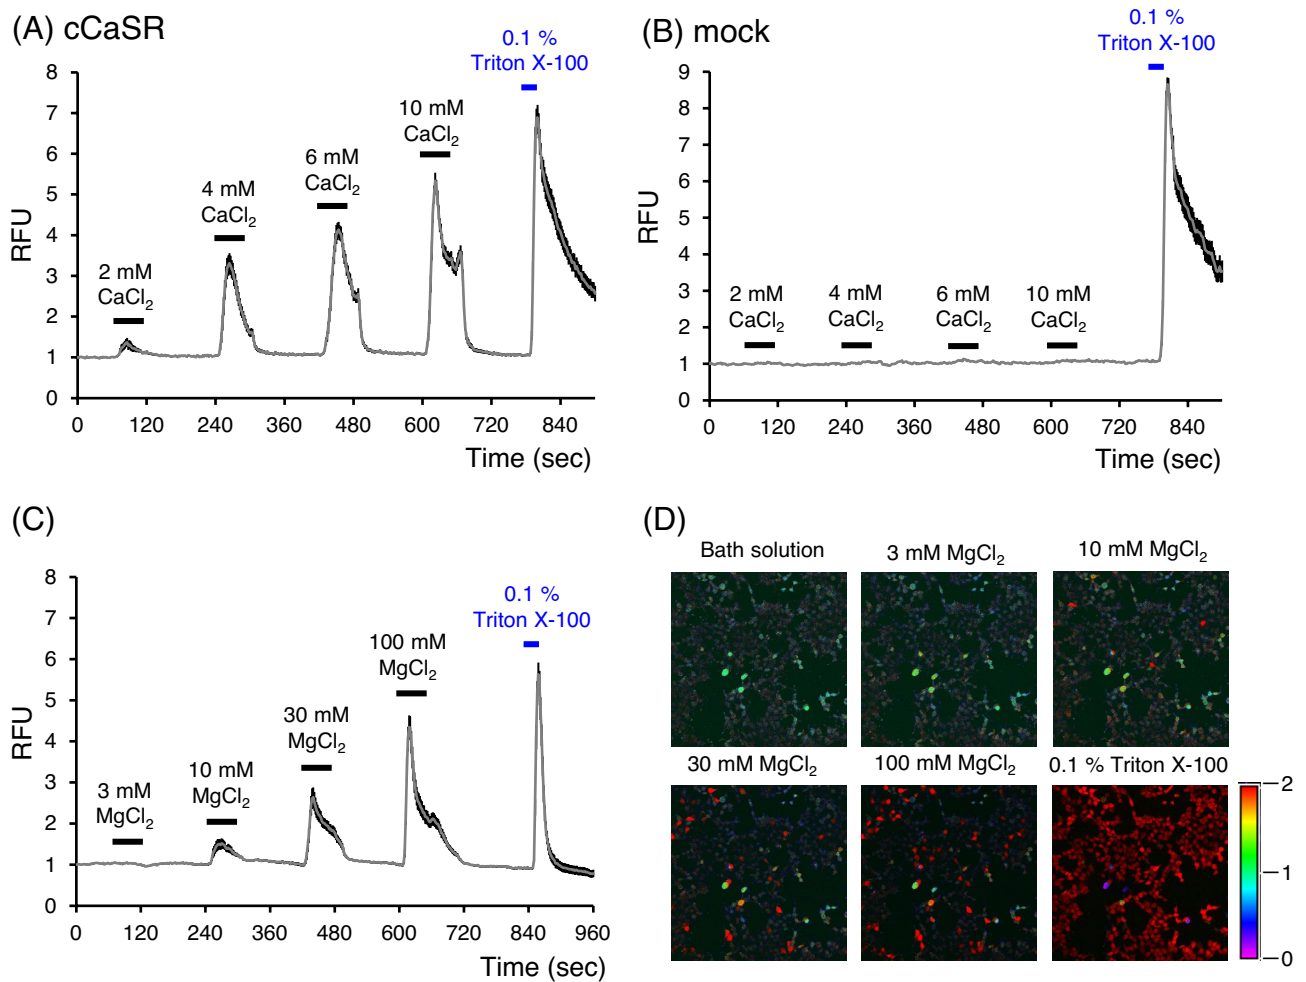 (A) cCaSR
0.1 %
Triton X-100
8
7
6
5
4
3
2
1
0
RFU
2 mM
CaCl₂
4 mM
CaCl₂
6 mM
CaCl₂
10 mM
CaCl₂
0 120 240 360 480 600 720 840
Time (sec)
(B) mock
0.1 %
Triton X-100
9
8
7
6
5
4
3
2
1
0
RFU
2 mM
CaCl₂
4 mM
CaCl₂
6 mM
CaCl₂
10 mM
CaCl₂
0 120 240 360 480 600 720 840
Time (sec)
(C)
0.1 %
Triton X-100
8
7
6
5
4
3
2
1
0
RFU
3 mM
MgCl₂
10 mM
MgCl₂
30 mM
MgCl₂
100 mM
MgCl₂
0 120 240 360 480 600 720 840 960
Time (sec)
(D)
Bath solution
3 mM MgCl₂
10 mM MgCl₂
30 mM MgCl₂
100 mM MgCl₂
0.1 % Triton X-100
2
1
0